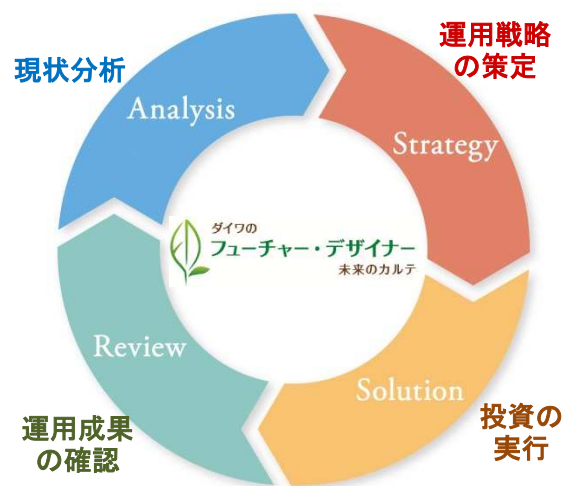 現状分析
Analysis
運用戦略
の策定
Strategy
ダイワの
フューチャー・デザイナー
未来のカルテ
Review
運用成果
の確認
Solution
投資の
実行